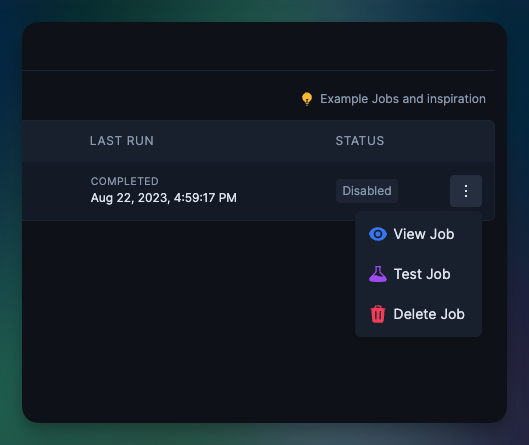 Example Jobs and inspiration
LAST RUN
STATUS
COMPLETED
Aug 22, 2023, 4:59:17 PM
Disabled
View Job
Test Job
Delete Job